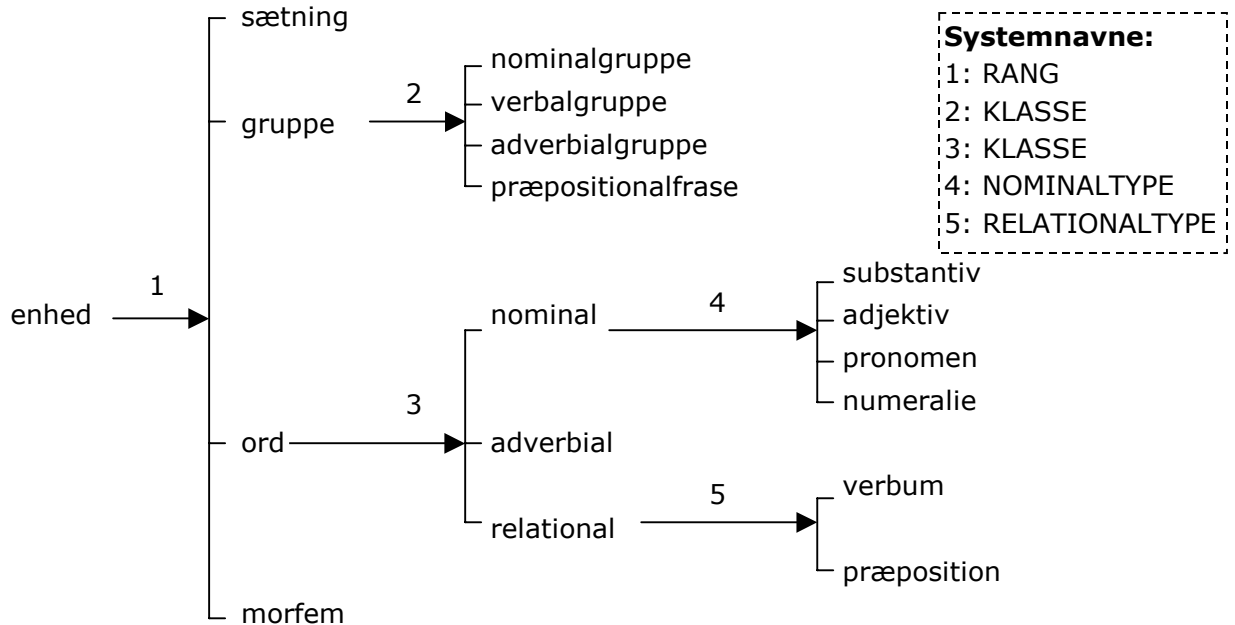 sætning
Systemnavne:
1: RANG
2: KLASSE
3: KLASSE
4: NOMINALTYPE
5: RELATIONALTYPE
gruppe
2
nominalgruppe
verbalgruppe
adverbialgruppe
præpositionalfrase
enhed
1
ord
3
nominal
4
substantiv
adjektiv
pronomen
numeralie
adverbial
relational
5
verbum
præposition
morfem